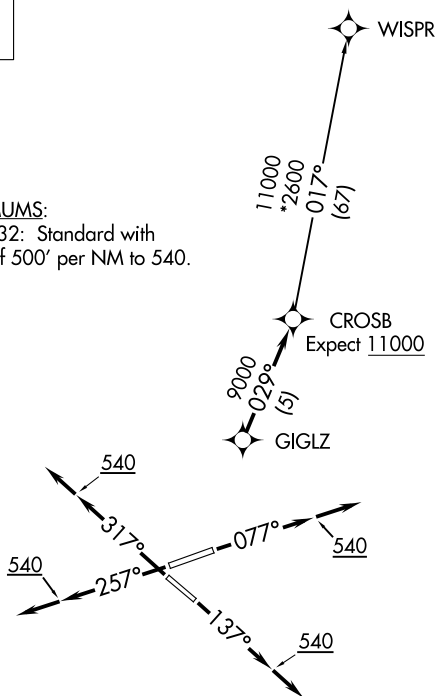 WISPR
11000
*2600
017°
(67)
32: Standard with
500' per NM to 540.
CROSB
Expect 11000
9000
029°
(5)
GIGLZ
540
317°
077°
540
540
257°
137°
540